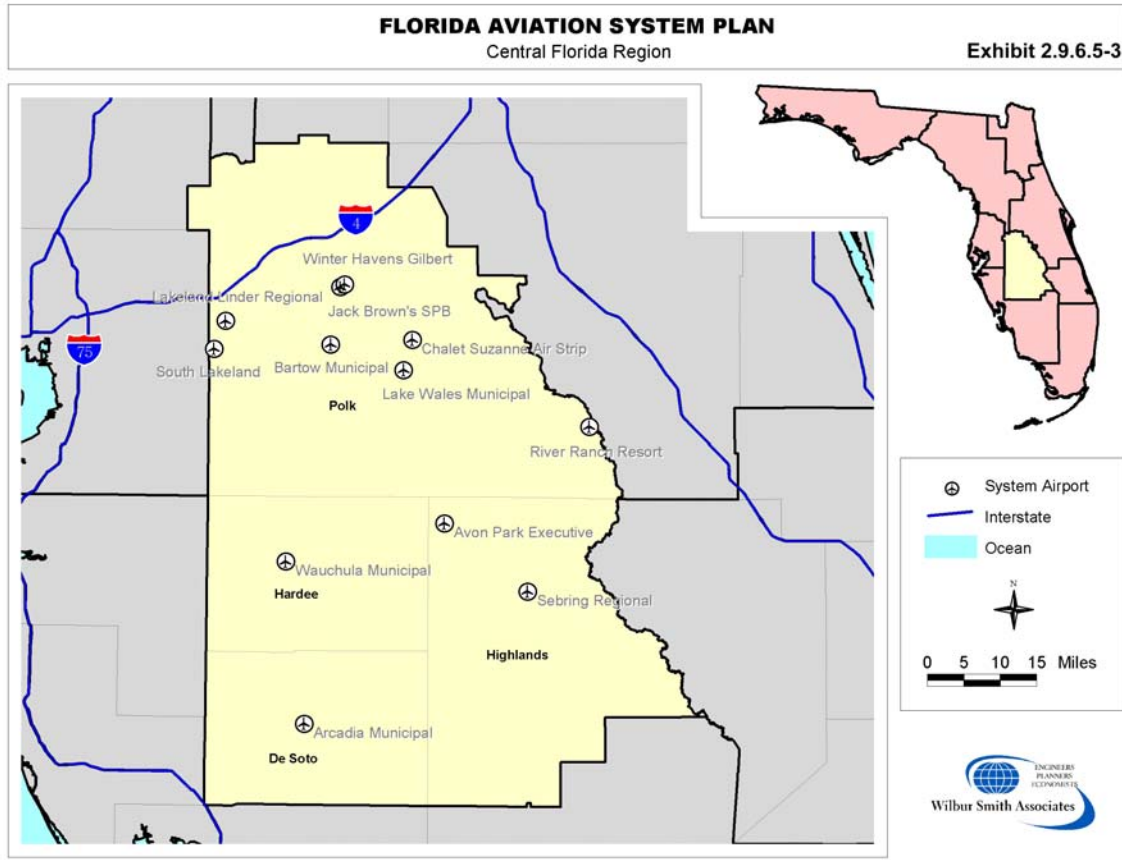 FLORIDA AVIATION SYSTEM PLAN
Central Florida Region
Exhibit 2.9.6.5-3
4
Winter Havens Gilbert
Lakeland Linder Regional
Jack Brown's SPB
75
Chalet Suzanne Air Strip
South Lakeland
Bartow Municipal
Lake Wales Municipal
Polk
River Ranch Resort
Avon Park Executive
Wauchula Municipal
Hardee
Sebring Regional
Highlands
Arcadia Municipal
De Soto
System Airport
Interstate
Ocean
N
0 5 10 15 Miles
ENGINEERS
PLANNERS
ECONOMISTS
Wilbur Smith Associates